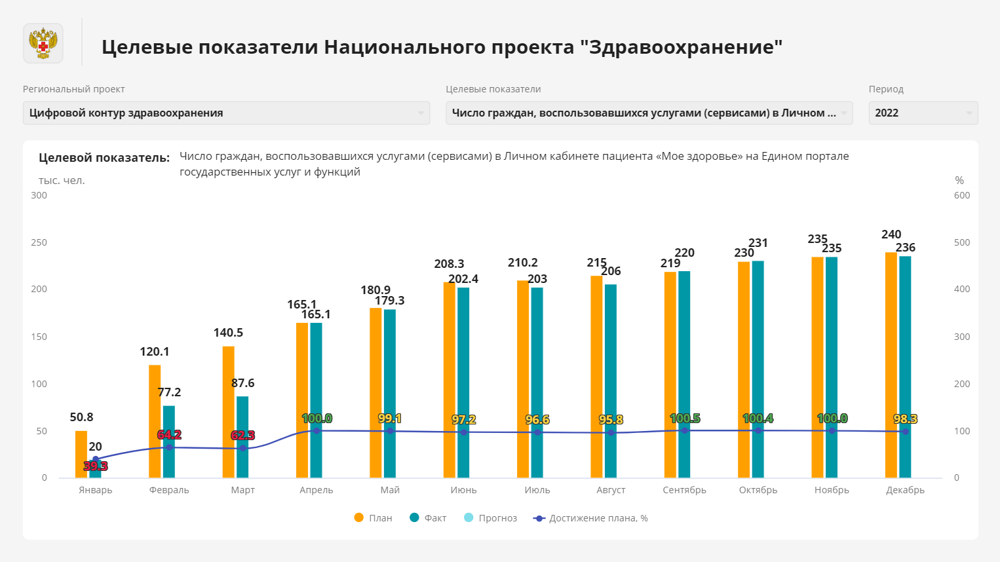 Целевые показатели Национального проекта "Здравоохранение"
Региональный проект
Целевые показатели
Период
Цифровой контур здравоохранения
Число граждан, воспользовавшихся услугами (сервисами) в Личном ...
2022
Целевой показатель:
Число граждан, воспользовавшихся услугами (сервисами) в Личном кабинете пациента «Мое здоровье» на Едином портале
государственных услуг и функций
тыс. чел.
%
300
250
200
150
100
50
0
600
500
400
300
200
100
0
50.8
20
39.3
120.1
77.2
64.2
140.5
87.6
62.3
165.1
165.1
100.0
180.9
179.3
99.1
208.3
202.4
97.2
210.2
203
96.6
215
206
95.8
219
220
100.5
230
231
100.4
235
235
100.0
240
236
98.3
Январь
Февраль
Март
Апрель
Май
Июнь
Июль
Август
Сентябрь
Октябрь
Ноябрь
Декабрь
План
Факт
Прогноз
Достижение плана, %